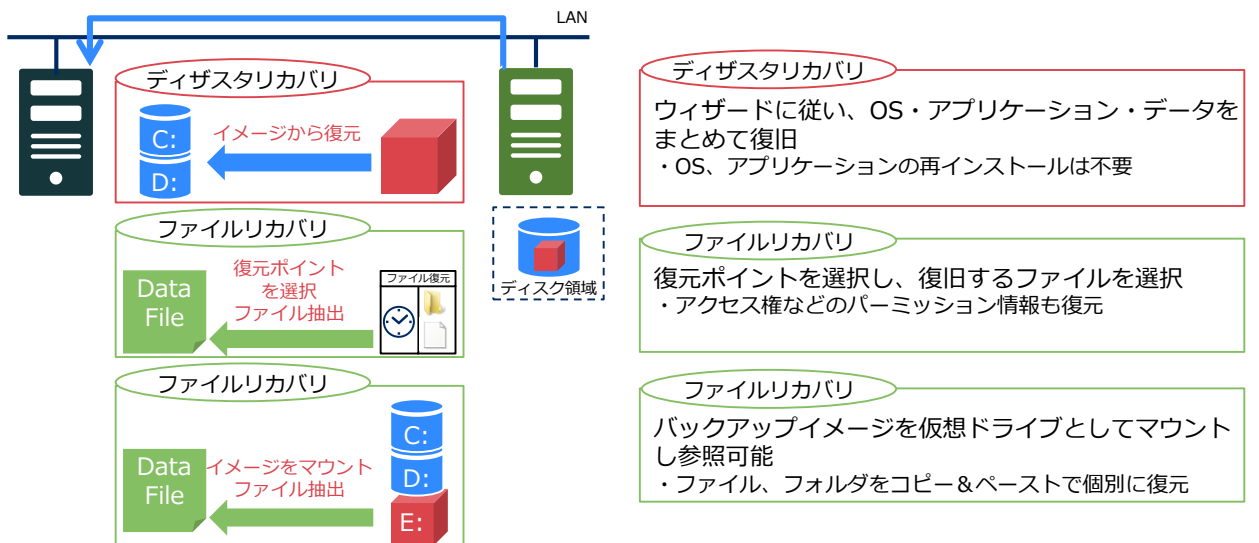 LAN
ディザスタリカバリ
C:
D:
イメージから復元
ファイルリカバリ
Data
File
復元ポイント
を選択
ファイル抽出
ファイル復元
ディスク領域
ファイルリカバリ
Data
File
イメージをマウント
ファイル抽出
C:
D:
E:
ディザスタリカバリ
ウィザードに従い、OS・アプリケーション・データを
まとめて復旧
・OS、アプリケーションの再インストールは不要
ファイルリカバリ
復元ポイントを選択し、復旧するファイルを選択
・アクセス権などのパーミッション情報も復元
ファイルリカバリ
バックアップイメージを仮想ドライブとしてマウント
し参照可能
・ファイル、フォルダをコピー＆ペーストで個別に復元